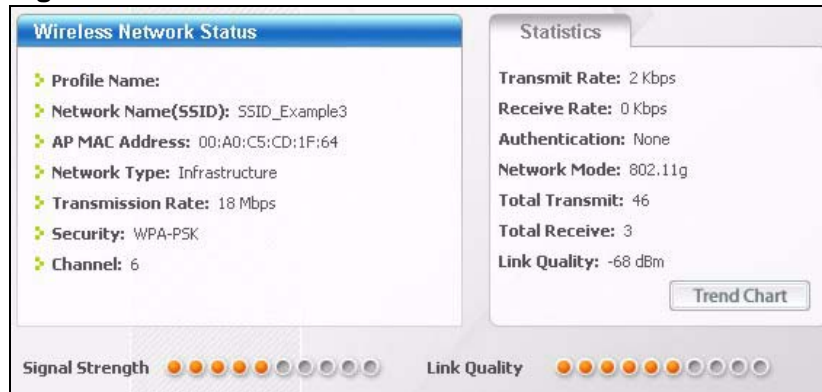 Wireless Network Status
Profile Name:
Network Name(SSID): SSID_Example3
AP MAC Address: 00:A0:C5:CD:1F:64
Network Type: Infrastructure
Transmission Rate: 18 Mbps
Security: WPA-PSK
Channel: 6
Statistics
Transmit Rate: 2 Kbps
Receive Rate: 0 Kbps
Authentication: None
Network Mode: 802.11g
Total Transmit: 46
Total Receive: 3
Link Quality: -68 dBm
Trend Chart
Signal Strength
Link Quality